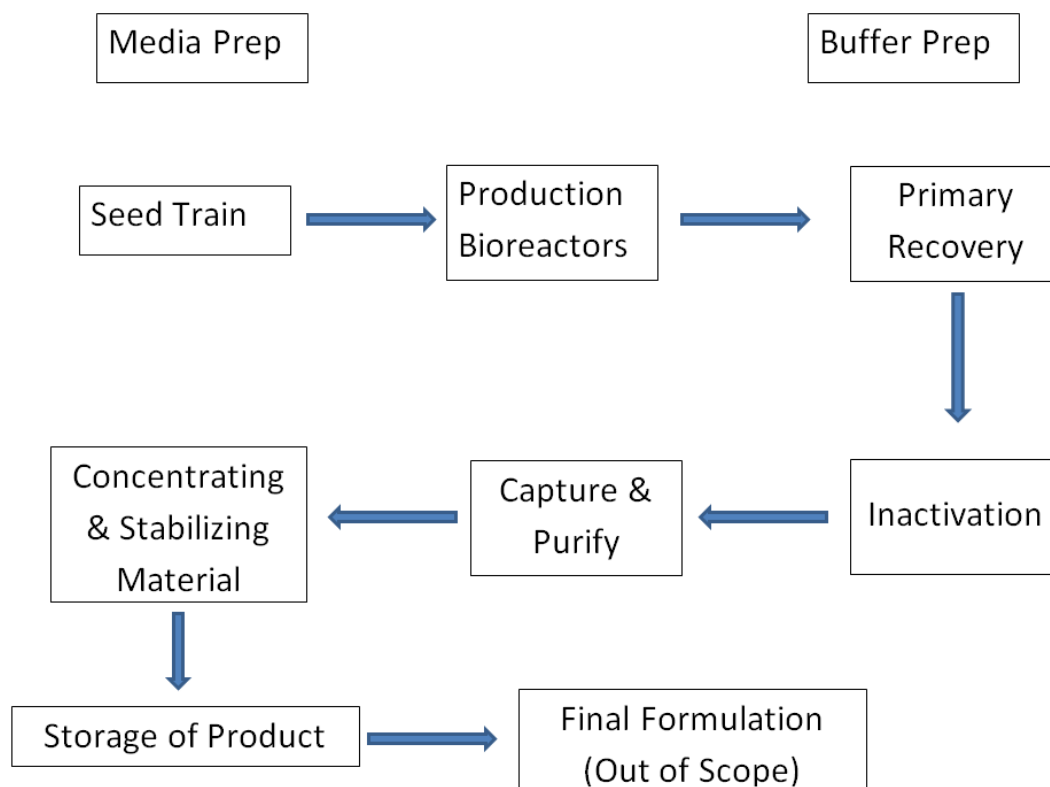 Media Prep
Buffer Prep
Seed Train
Production
Bioreactors
Primary
Recovery
Inactivation
Capture &
Purify
Concentrating
& Stabilizing
Material
Storage of Product
Final Formulation
(Out of Scope)